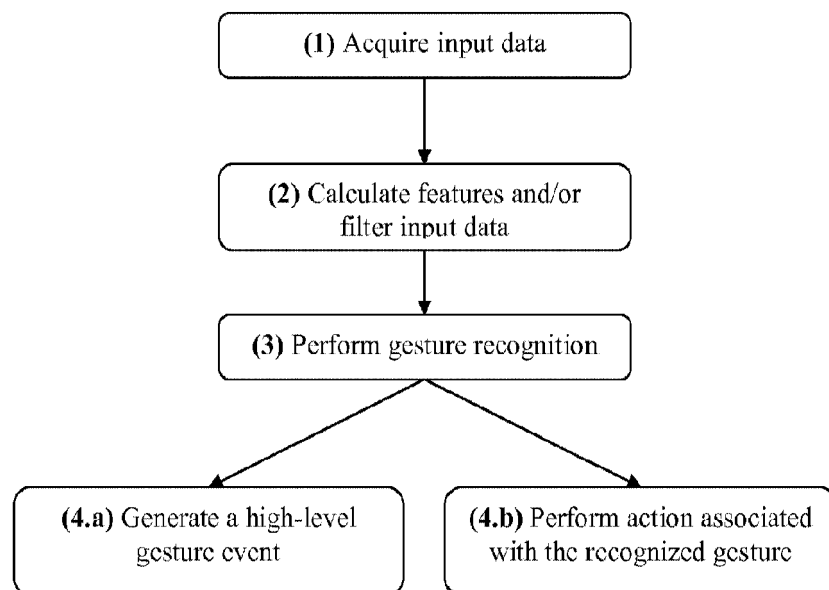 (1) Acquire input data
(2) Calculate features and/or
filter input data
(3) Perform gesture recognition
(4.a) Generate a high-level
gesture event
(4.b) Perform action associated
with the recognized gesture